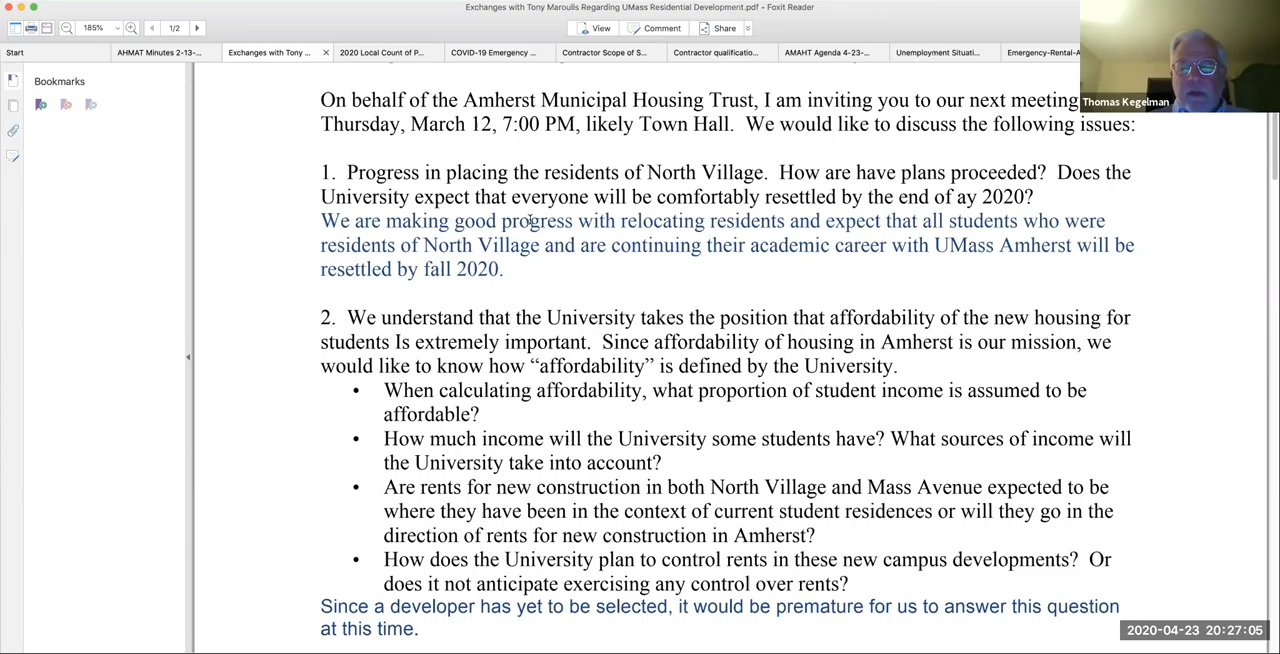 Exchanges with Tony Maroulis Regarding UMass Residential Development.pdf - Foxit Reader
185%
1/2
View
Comment
Share
Start
AHMAT Minutes 2-13-...
Exchanges with Tony ...
2020 Local Count of P...
COVID-19 Emergency ...
Contractor Scope of S...
Contractor qualificatio...
AMAHT Agenda 4-23-...
Unemployment Situati...
Emergency-Rental-A
Bookmarks
Thomas Kegelman
On behalf of the Amherst Municipal Housing Trust, I am inviting you to our next meeting
Thursday, March 12, 7:00 PM, likely Town Hall. We would like to discuss the following issues:
1. Progress in placing the residents of North Village. How are have plans proceeded? Does the
University expect that everyone will be comfortably resettled by the end of ay 2020?
We are making good progress with relocating residents and expect that all students who were
residents of North Village and are continuing their academic career with UMass Amherst will be
resettled by fall 2020.
2. We understand that the University takes the position that affordability of the new housing for
students Is extremely important. Since affordability of housing in Amherst is our mission, we
would like to know how “affordability” is defined by the University.
• When calculating affordability, what proportion of student income is assumed to be
affordable?
• How much income will the University some students have? What sources of income will
the University take into account?
• Are rents for new construction in both North Village and Mass Avenue expected to be
where they have been in the context of current student residences or will they go in the
direction of rents for new construction in Amherst?
• How does the University plan to control rents in these new campus developments? Or
does it not anticipate exercising any control over rents?
Since a developer has yet to be selected, it would be premature for us to answer this question
at this time.
2020-04-23 20:27:05